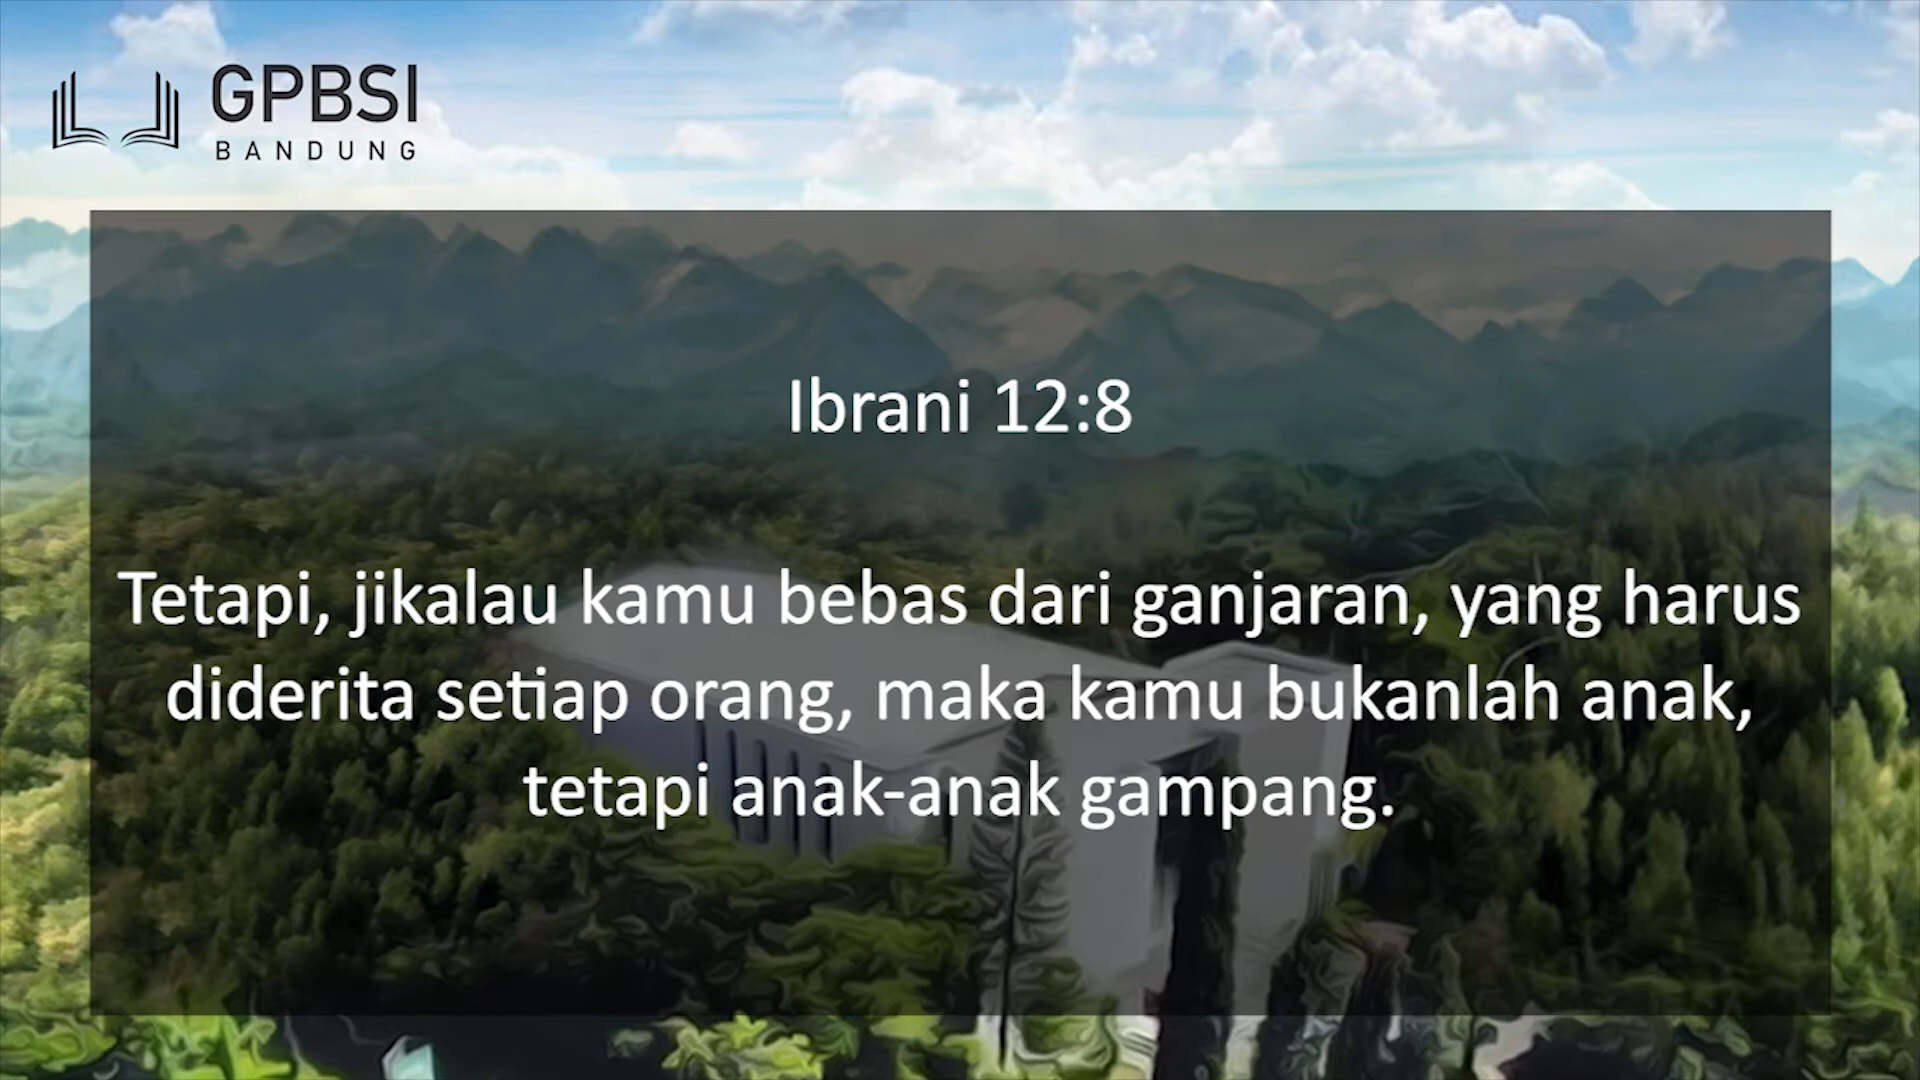 GPBSI
BANDUNG
Ibrani 12:8
Tetapi, jikalau kamu bebas dari ganjaran, yang harus
diderita setiap orang, maka kamu bukanlah anak,
tetapi anak-anak gampang.